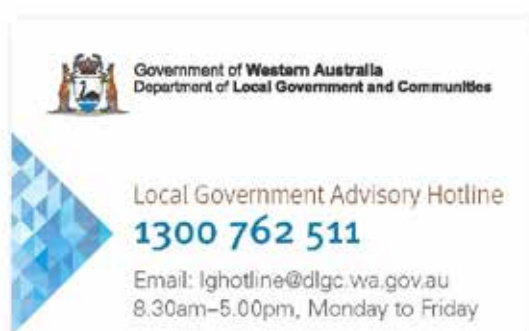 Government of Western Australia
Department of Local Government and Communities
Local Government Advisory Hotline
1300 762 511
Email: lghotline@dlgc.wa.gov.au
8.30am–5.00pm, Monday to Friday